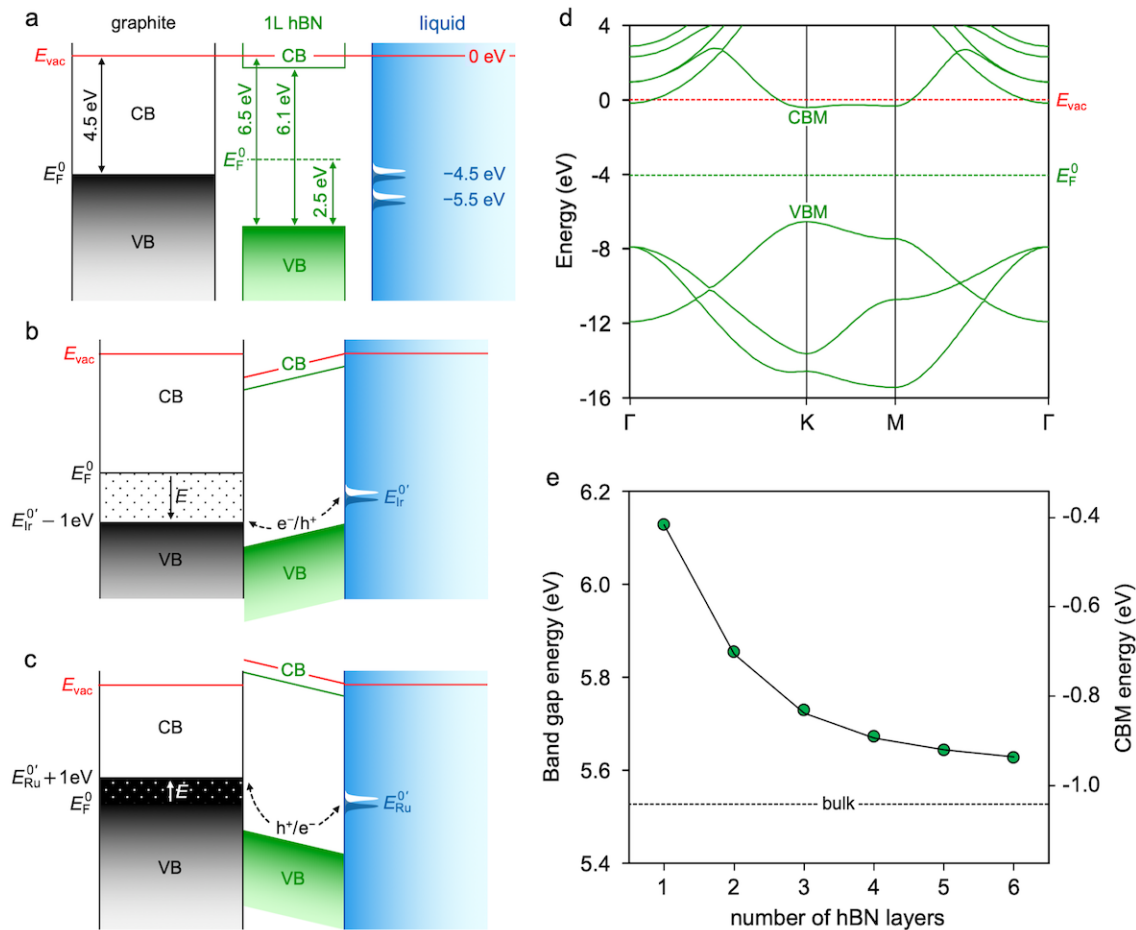 a
graphite
1L hBN
liquid
E_vac
CB
0 eV
4.5 eV
CB
6.5 eV
6.1 eV
E_F^0
E_F^0
2.5 eV
−4.5 eV
−5.5 eV
VB
VB
b
E_vac
CB
CB
E_F^0
E
E_Ir^0′ − 1eV
e⁻/h⁺
E_Ir^0′
VB
VB
c
CB
E_vac
CB
E_Ru^0′ + 1eV
E
E_F^0
h⁺/e⁻
E_Ru^0′
VB
VB
d
Energy (eV)
4
0
-4
-8
-12
-16
E_vac
CBM
E_F^0
VBM
Γ
K
M
Γ
e
Band gap energy (eV)
6.2
6.0
5.8
5.6
5.4
-0.4
-0.6
-0.8
-1.0
CBM energy (eV)
bulk
1 2 3 4 5 6
number of hBN layers